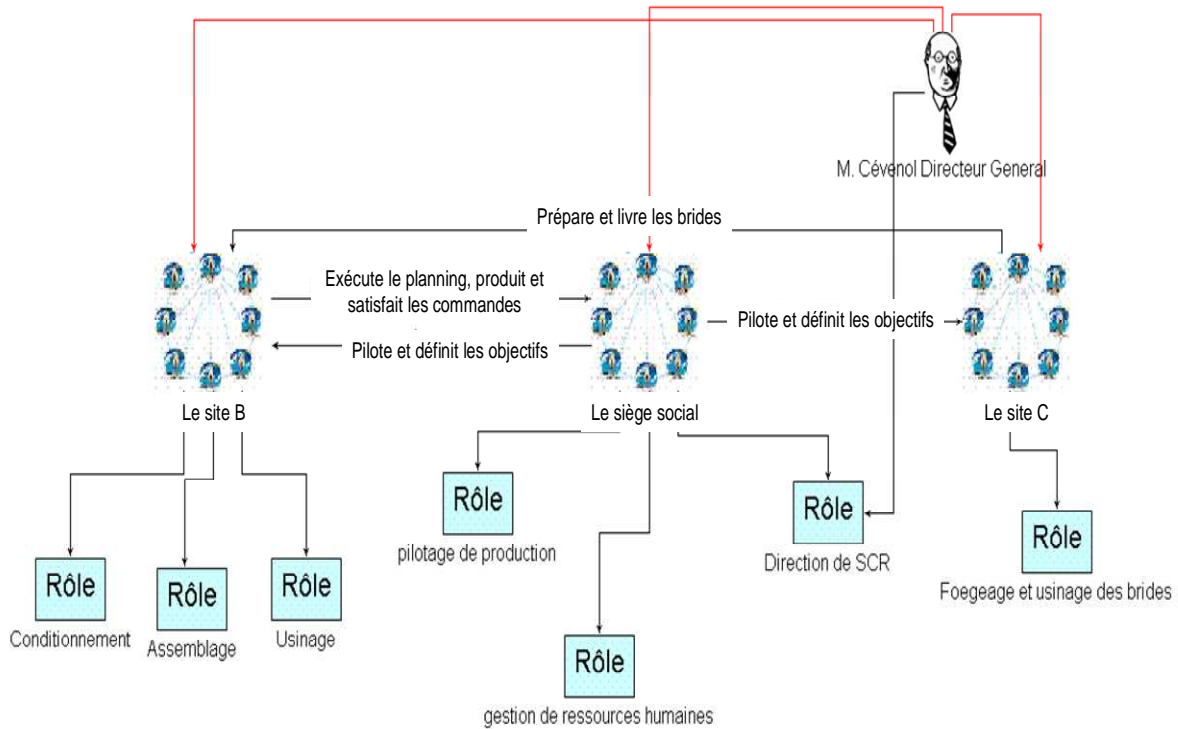 M. Cévenol Directeur General
Prépare et livre les brides
Exécute le planning, produit et
satisfait les commandes
Pilote et définit les objectifs
Pilote et définit les objectifs
Le site B
Le siège social
Le site C
Rôle
pilotage de production
Rôle
Direction de SCR
Rôle
Foegeage et usinage des brides
Rôle
Conditionnement
Rôle
Assemblage
Rôle
Usinage
Rôle
gestion de ressources humaines